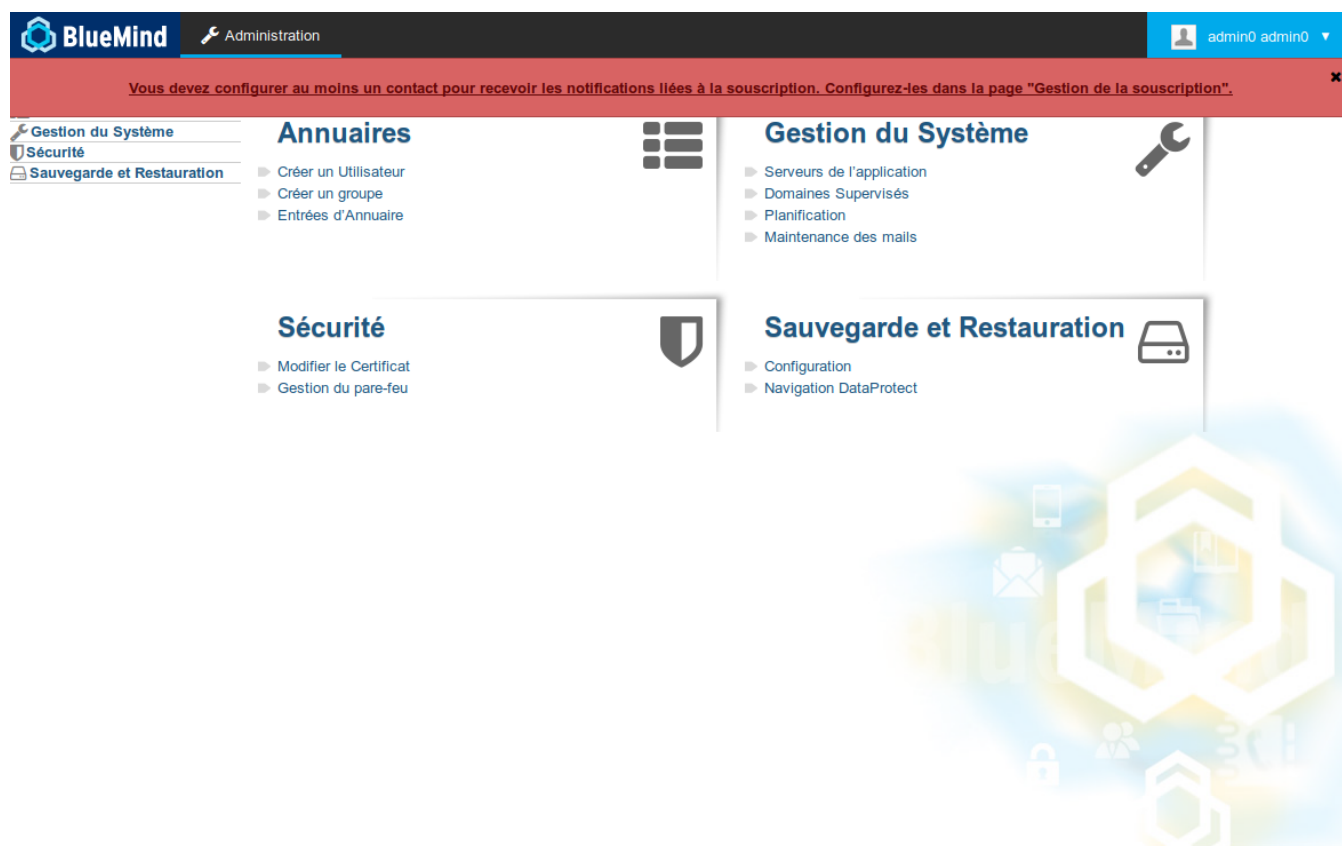 BlueMind
Administration
admin0 admin0 ▼
Vous devez configurer au moins un contact pour recevoir les notifications liées à la souscription. Configurez-les dans la page "Gestion de la souscription".
Gestion du Système
Sécurité
Sauvegarde et Restauration
Annuaires
Créer un Utilisateur
Créer un groupe
Entrées d'Annuaire
Gestion du Système
Serveurs de l'application
Domaines Supervisés
Planification
Maintenance des mails
Sécurité
Modifier le Certificat
Gestion du pare-feu
Sauvegarde et Restauration
Configuration
Navigation DataProtect
BlueMind